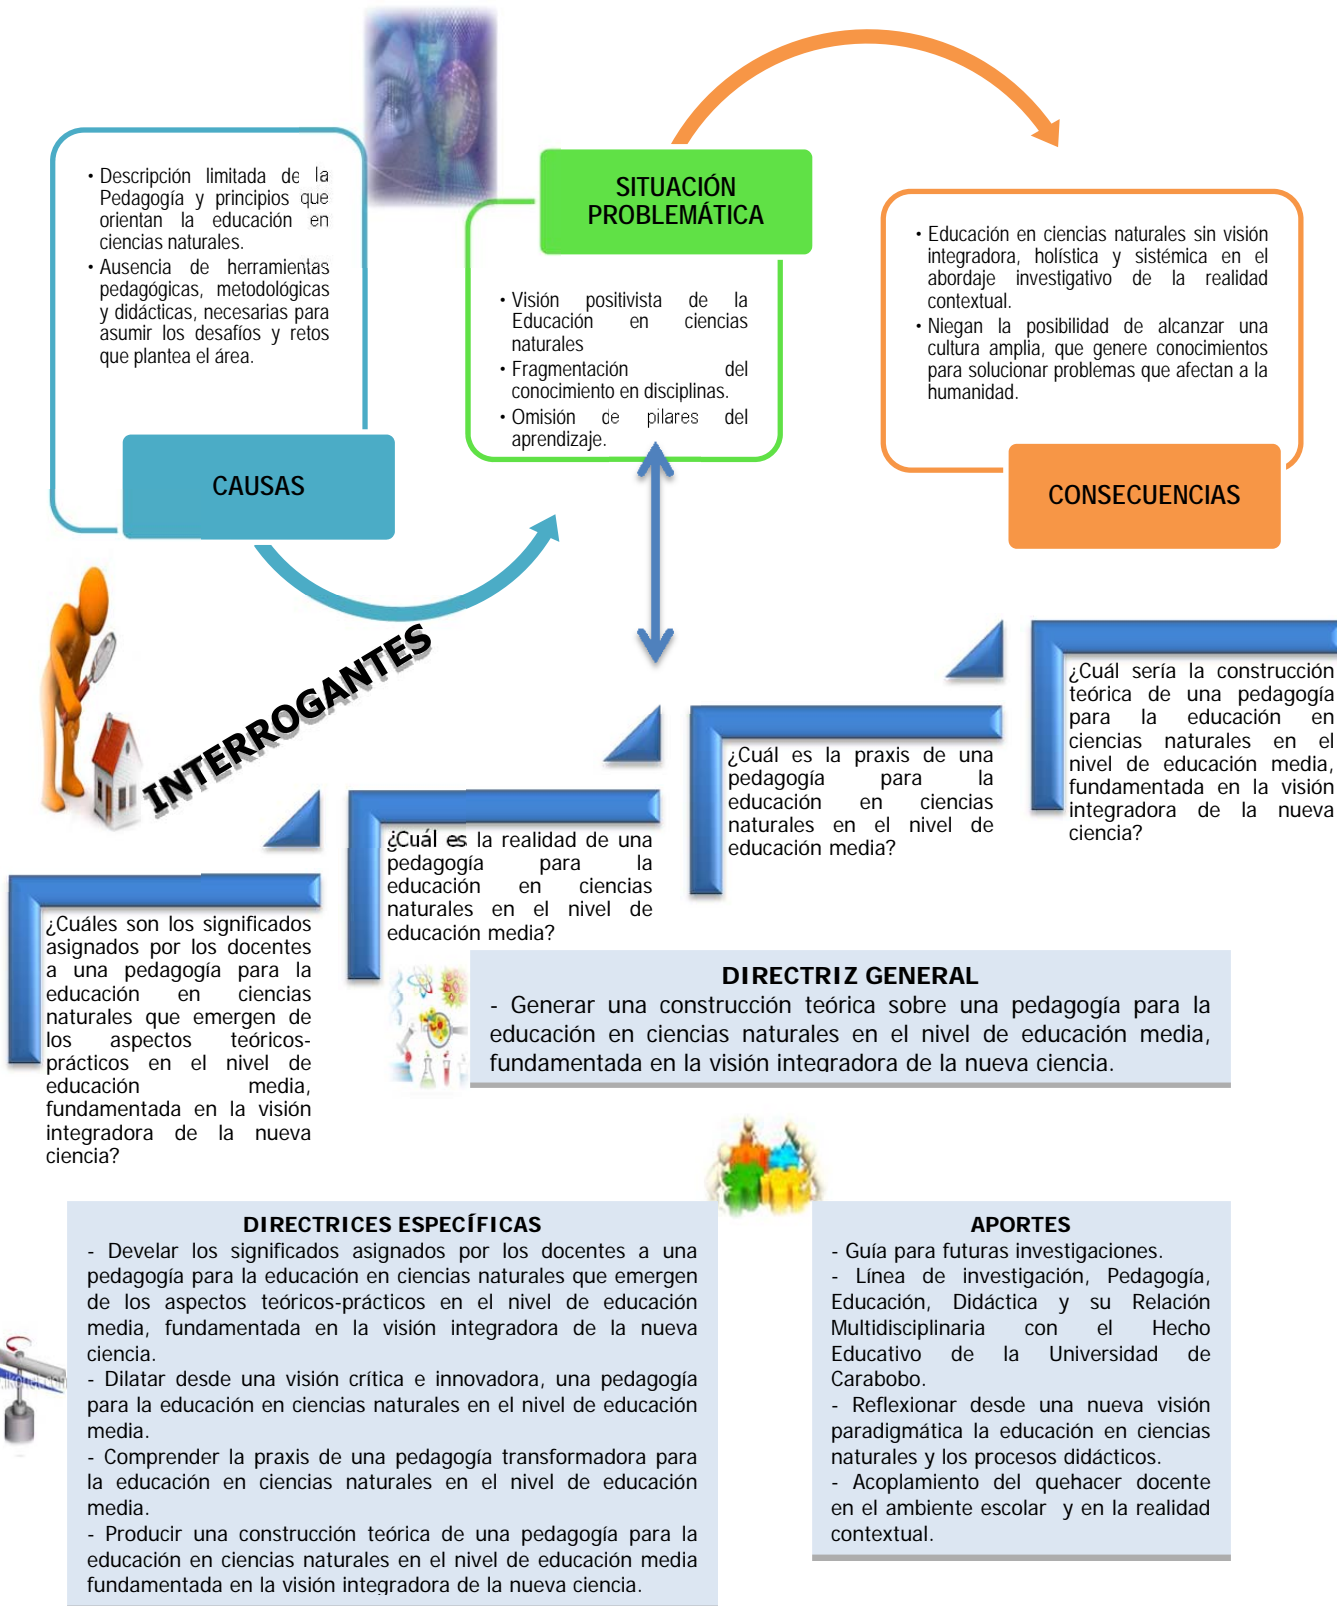 • Descripción limitada de la
Pedagogía y principios que
orientan la educación en
ciencias naturales.
• Ausencia de herramientas
pedagógicas, metodológicas
y didácticas, necesarias para
asumir los desafíos y retos
que plantea el área.
CAUSAS
SITUACIÓN
PROBLEMÁTICA
• Visión positivista de la
Educación en ciencias
naturales
• Fragmentación del
conocimiento en disciplinas.
• Omisión de pilares del
aprendizaje.
• Educación en ciencias naturales sin visión
integradora, holística y sistémica en el
abordaje investigativo de la realidad
contextual.
• Niegan la posibilidad de alcanzar una
cultura amplia, que genere conocimientos
para solucionar problemas que afectan a la
humanidad.
CONSECUENCIAS
INTERROGANTES
¿Cuáles son los significados
asignados por los docentes
a una pedagogía para la
educación en ciencias
naturales que emergen de
los aspectos teóricos-
prácticos en el nivel de
educación media,
fundamentada en la visión
integradora de la nueva
ciencia?
¿Cuál es la realidad de una
pedagogía para la
educación en ciencias
naturales en el nivel de
educación media?
¿Cuál es la praxis de una
pedagogía para la
educación en ciencias
naturales en el nivel de
educación media?
¿Cuál sería la construcción
teórica de una pedagogía
para la educación en
ciencias naturales en el
nivel de educación media,
fundamentada en la visión
integradora de la nueva
ciencia?
DIRECTRIZ GENERAL
- Generar una construcción teórica sobre una pedagogía para la
educación en ciencias naturales en el nivel de educación media,
fundamentada en la visión integradora de la nueva ciencia.
DIRECTRICES ESPECÍFICAS
- Develar los significados asignados por los docentes a una
pedagogía para la educación en ciencias naturales que emergen
de los aspectos teóricos-prácticos en el nivel de educación
media, fundamentada en la visión integradora de la nueva
ciencia.
- Dilatar desde una visión crítica e innovadora, una pedagogía
para la educación en ciencias naturales en el nivel de educación
media.
- Comprender la praxis de una pedagogía transformadora para
la educación en ciencias naturales en el nivel de educación
media.
- Producir una construcción teórica de una pedagogía para la
educación en ciencias naturales en el nivel de educación media
fundamentada en la visión integradora de la nueva ciencia.
APORTES
- Guía para futuras investigaciones.
- Línea de investigación, Pedagogía,
Educación, Didáctica y su Relación
Multidisciplinaria con el Hecho
Educativo de la Universidad de
Carabobo.
- Reflexionar desde una nueva visión
paradigmática la educación en ciencias
naturales y los procesos didácticos.
- Acoplamiento del quehacer docente
en el ambiente escolar y en la realidad
contextual.